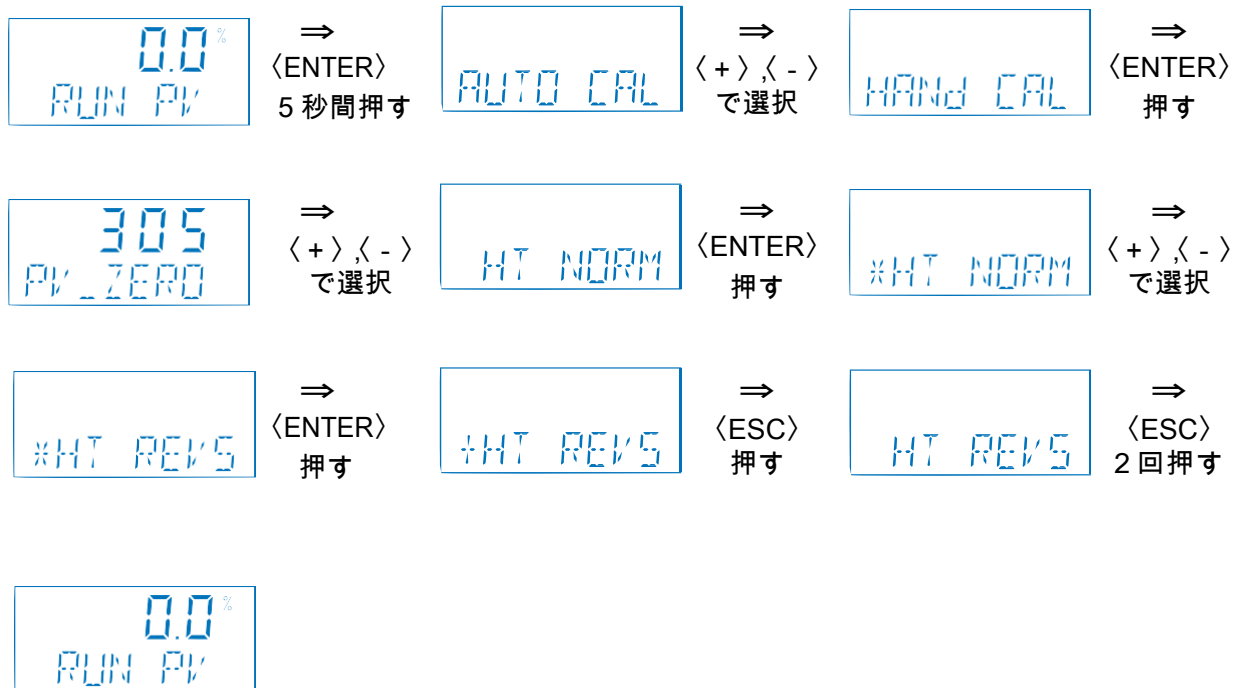 0.0 %
RUN PV
⇒
〈ENTER〉
5 秒間押す
AUTO CAL
⇒
〈 + 〉,〈 - 〉
で選択
HANd CAL
⇒
〈ENTER〉
押す
305
PV_ZERO
⇒
〈 + 〉,〈 - 〉
で選択
HT NORM
⇒
〈ENTER〉
押す
*HT NORM
⇒
〈 + 〉,〈 - 〉
で選択
*HT REVS
⇒
〈ENTER〉
押す
+HT REVS
⇒
〈ESC〉
押す
HT REVS
⇒
〈ESC〉
2 回押す
0.0 %
RUN PV